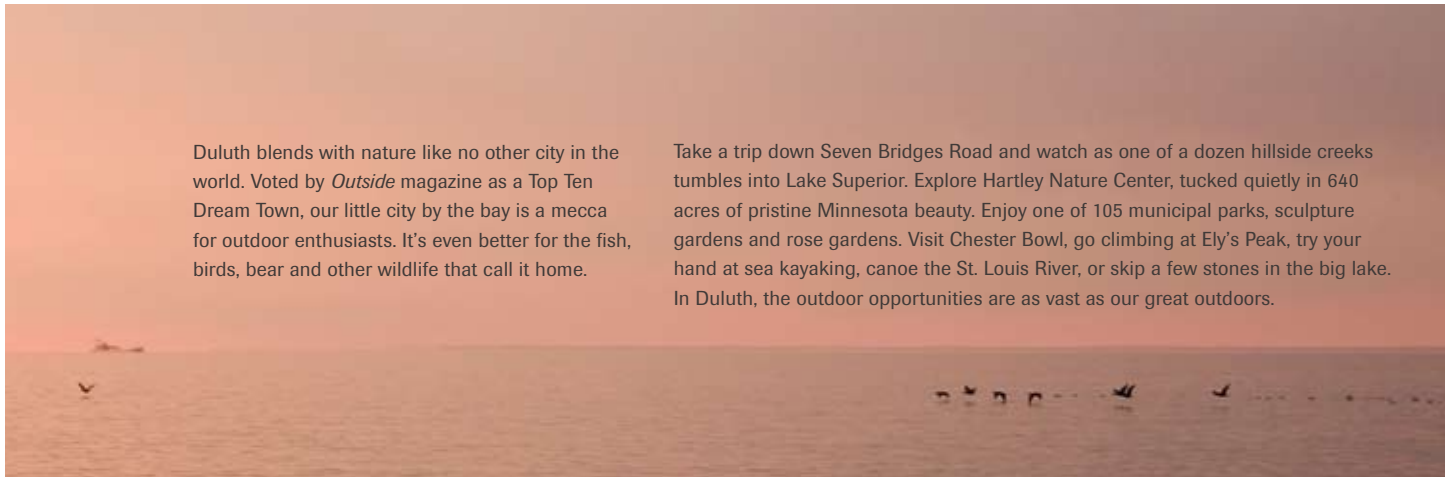 Duluth blends with nature like no other city in the
world. Voted by Outside magazine as a Top Ten
Dream Town, our little city by the bay is a mecca
for outdoor enthusiasts. It's even better for the fish,
birds, bear and other wildlife that call it home.
Take a trip down Seven Bridges Road and watch as one of a dozen hillside creeks
tumbles into Lake Superior. Explore Hartley Nature Center, tucked quietly in 640
acres of pristine Minnesota beauty. Enjoy one of 105 municipal parks, sculpture
gardens and rose gardens. Visit Chester Bowl, go climbing at Ely's Peak, try your
hand at sea kayaking, canoe the St. Louis River, or skip a few stones in the big lake.
In Duluth, the outdoor opportunities are as vast as our great outdoors.